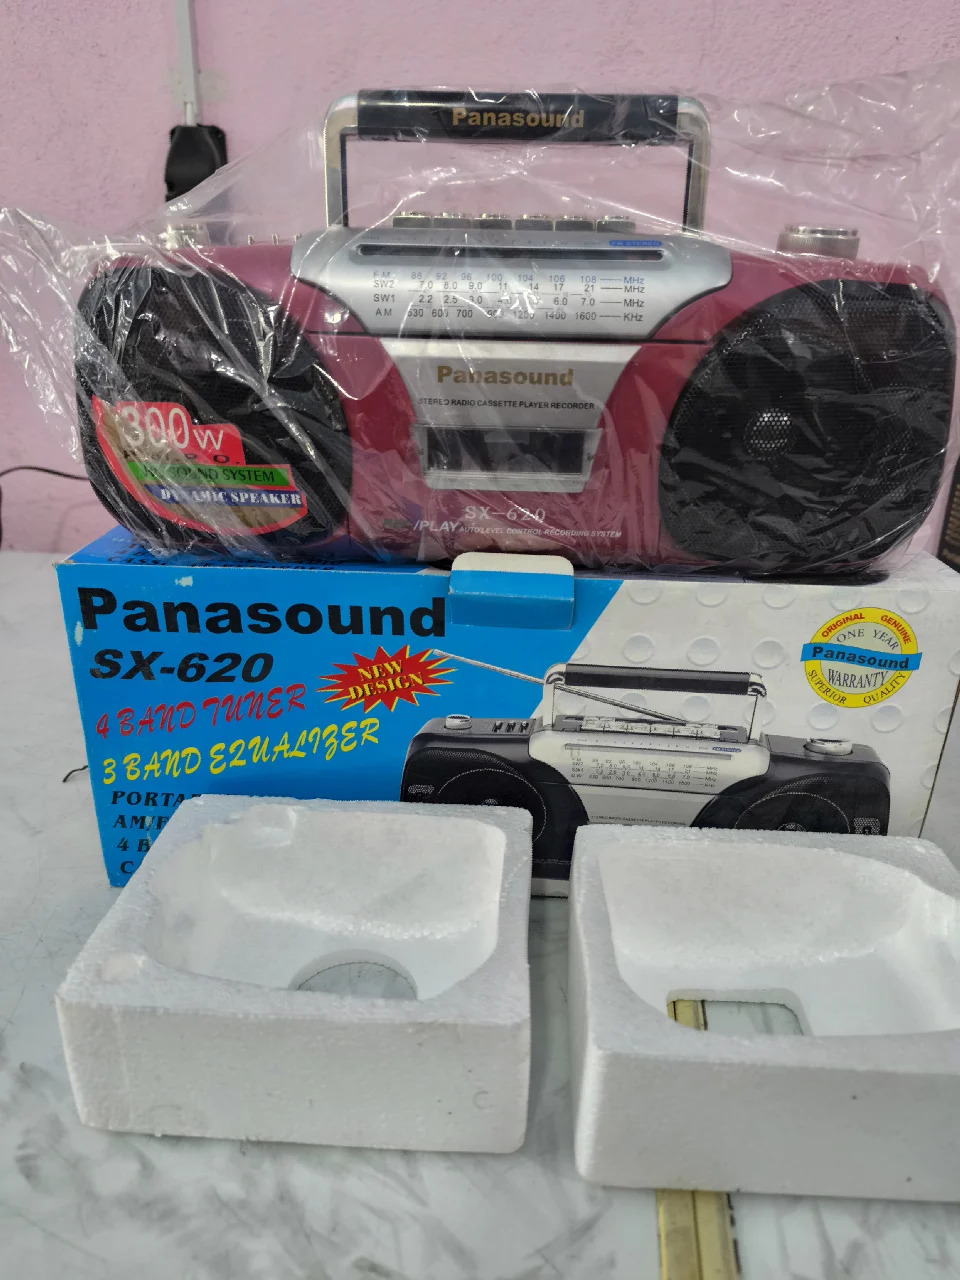 Panasound
FM STEREO
FM 88 92 96 100 104 106 108 MHz
SW2 7.0 8.0 9.0 11 14 17 21 MHz
SW1 2.2 2.5 3.0 6.0 7.0 MHz
AM 530 600 700 1200 1400 1600 KHz
Panasound
STEREO RADIO CASSETTE PLAYER RECORDER
300W
SOUND SYSTEM
DYNAMIC SPEAKER
SX-620
/PLAY AUTO LEVEL CONTROL RECORDING SYSTEM
Panasound
SX-620
NEW
DESIGN
4 BAND TUNER
3 BAND EZUALIZER
ORIGINAL GENUINE
ONE YEAR
Panasound
WARRANTY
SUPERIOR QUALITY